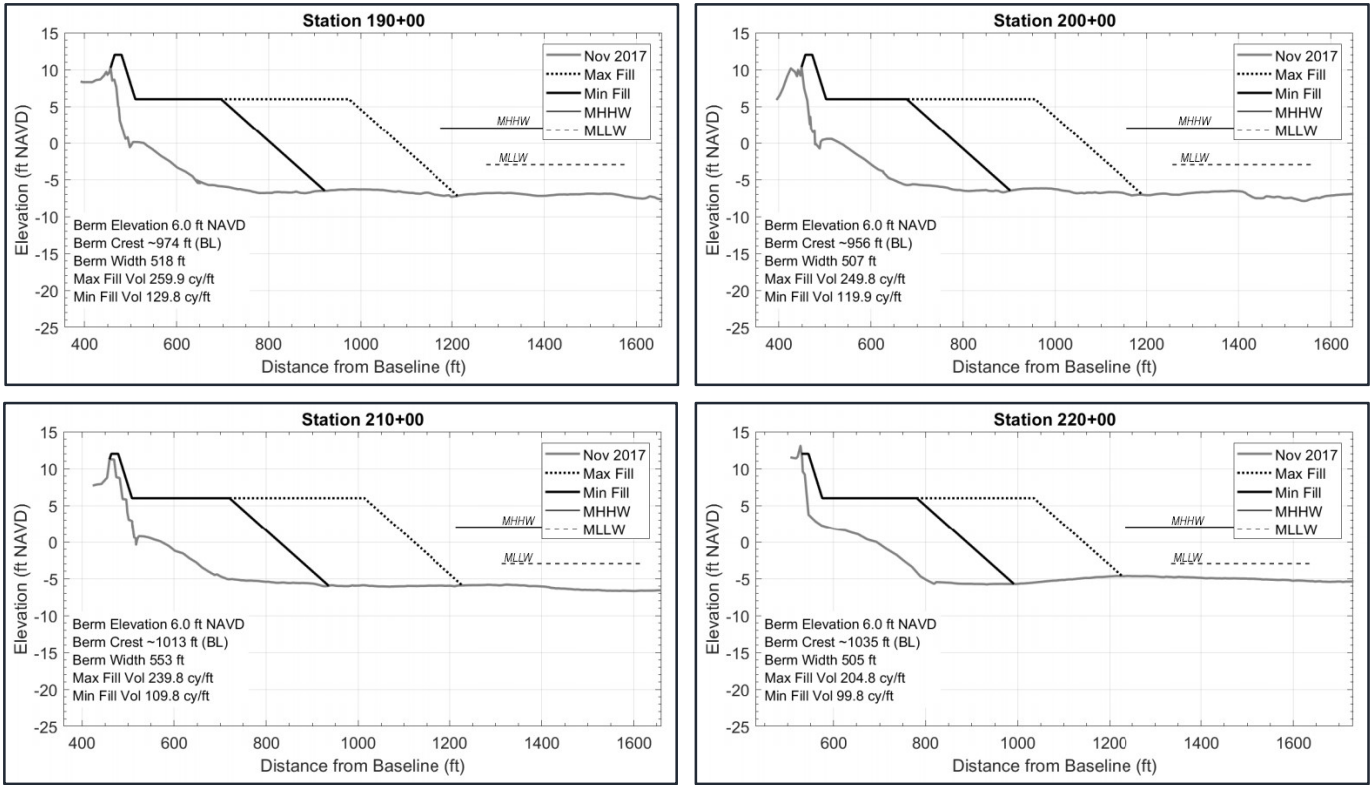 Station 190+00
15
10
5
0
-5
-10
-15
-20
-25
Elevation (ft NAVD)
Nov 2017
Max Fill
Min Fill
MHHW
MLLW
MHHW
MLLW
Berm Elevation 6.0 ft NAVD
Berm Crest ~974 ft (BL)
Berm Width 518 ft
Max Fill Vol 259.9 cy/ft
Min Fill Vol 129.8 cy/ft
400 600 800 1000 1200 1400 1600
Distance from Baseline (ft)
Station 200+00
15
10
5
0
-5
-10
-15
-20
-25
Elevation (ft NAVD)
Nov 2017
Max Fill
Min Fill
MHHW
MLLW
MHHW
MLLW
Berm Elevation 6.0 ft NAVD
Berm Crest ~956 ft (BL)
Berm Width 507 ft
Max Fill Vol 249.8 cy/ft
Min Fill Vol 119.9 cy/ft
400 600 800 1000 1200 1400 1600
Distance from Baseline (ft)
Station 210+00
15
10
5
0
-5
-10
-15
-20
-25
Elevation (ft NAVD)
Nov 2017
Max Fill
Min Fill
MHHW
MLLW
MHHW
MLLW
Berm Elevation 6.0 ft NAVD
Berm Crest ~1013 ft (BL)
Berm Width 553 ft
Max Fill Vol 239.8 cy/ft
Min Fill Vol 109.8 cy/ft
400 600 800 1000 1200 1400 1600
Distance from Baseline (ft)
Station 220+00
15
10
5
0
-5
-10
-15
-20
-25
Elevation (ft NAVD)
Nov 2017
Max Fill
Min Fill
MHHW
MLLW
MHHW
MLLW
Berm Elevation 6.0 ft NAVD
Berm Crest ~1035 ft (BL)
Berm Width 505 ft
Max Fill Vol 204.8 cy/ft
Min Fill Vol 99.8 cy/ft
600 800 1000 1200 1400 1600
Distance from Baseline (ft)